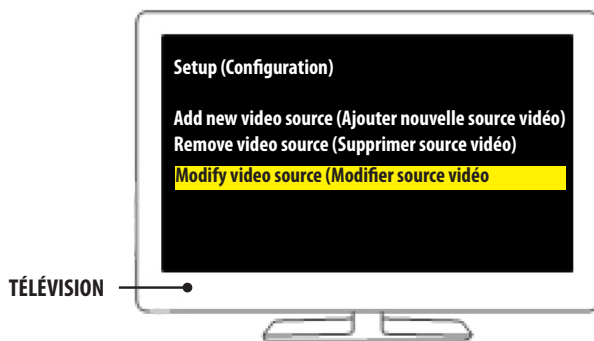 Setup (Configuration)
Add new video source (Ajouter nouvelle source vidéo)
Remove video source (Supprimer source vidéo)
Modify video source (Modifier source vidéo
TÉLÉVISION